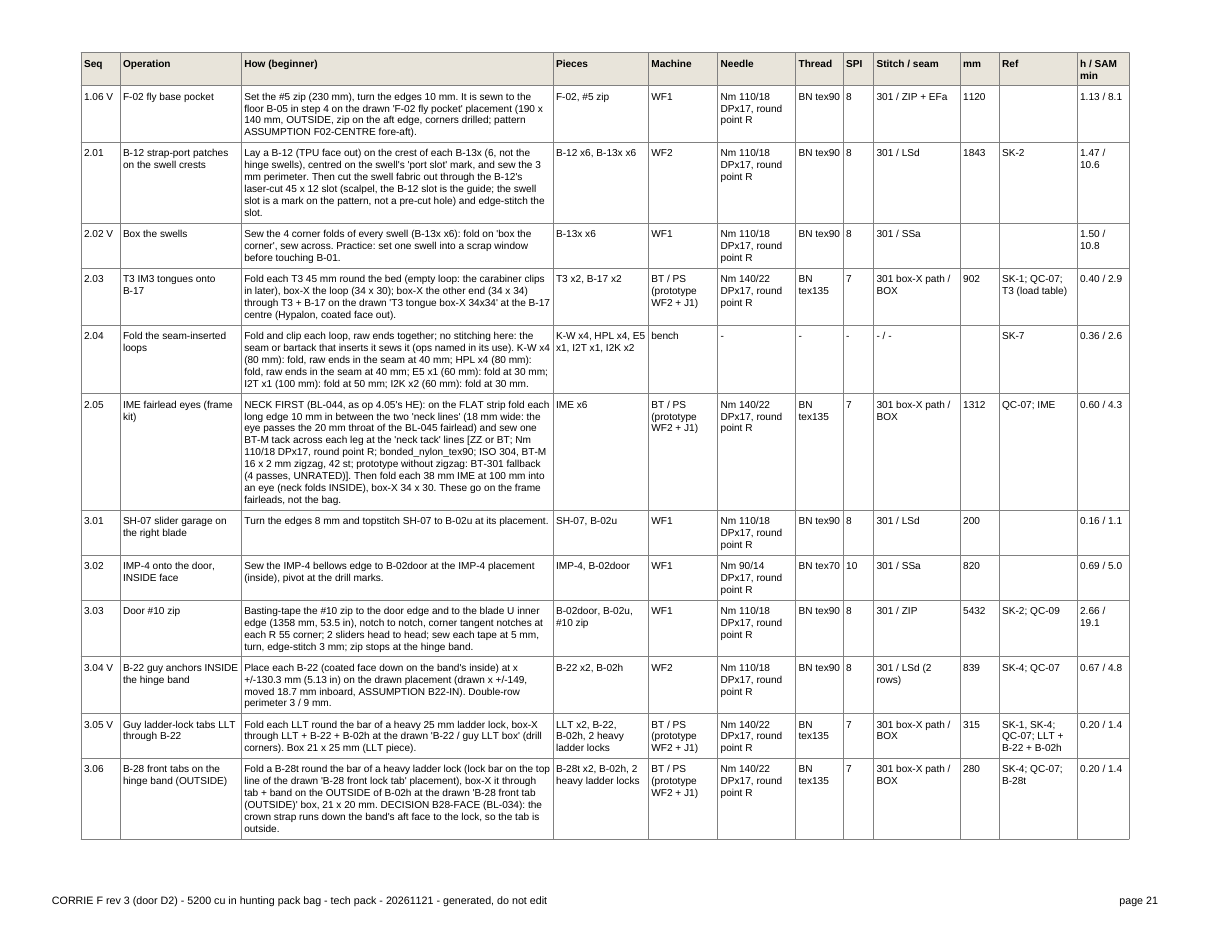 Seq Operation How (beginner) Pieces Machine Needle Thread SPI Stitch / seam mm Ref h / SAM
min
1.06 V F-02 fly base pocket Set the #5 zip (230 mm), turn the edges 10 mm. It is sewn to the F-02, #5 zip WF1 Nm 110/18 BN tex90 8 301 / ZIP + EFa 1120 1.13 / 8.1
floor B-05 in step 4 on the drawn 'F-02 fly pocket' placement (190 x DPx17, round
140 mm, OUTSIDE, zip on the aft edge, corners drilled; pattern point R
ASSUMPTION F02-CENTRE fore-aft).
2.01 B-12 strap-port patches Lay a B-12 (TPU face out) on the crest of each B-13x (6, not the B-12 x6, B-13x x6 WF2 Nm 110/18 BN tex90 8 301 / LSd 1843 SK-2 1.47 /
on the swell crests hinge swells), centred on the swell's 'port slot' mark, and sew the 3 DPx17, round 10.6
mm perimeter. Then cut the swell fabric out through the B-12's point R
laser-cut 45 x 12 slot (scalpel, the B-12 slot is the guide; the swell
slot is a mark on the pattern, not a pre-cut hole) and edge-stitch the
slot.
2.02 V Box the swells Sew the 4 corner folds of every swell (B-13x x6): fold on 'box the B-13x x6 WF1 Nm 110/18 BN tex90 8 301 / SSa 1.50 /
corner', sew across. Practice: set one swell into a scrap window DPx17, round 10.8
before touching B-01. point R
2.03 T3 IM3 tongues onto Fold each T3 45 mm round the bed (empty loop: the carabiner clips T3 x2, B-17 x2 BT / PS Nm 140/22 BN 7 301 box-X path / 902 SK-1; QC-07; 0.40 / 2.9
B-17 in later), box-X the loop (34 x 30); box-X the other end (34 x 34) (prototype DPx17, round tex135 BOX T3 (load table)
through T3 + B-17 on the drawn 'T3 tongue box-X 34x34' at the B-17 WF2 + J1) point R
centre (Hypalon, coated face out).
2.04 Fold the seam-inserted Fold and clip each loop, raw ends together; no stitching here: the K-W x4, HPL x4, E5 bench - - - - / - SK-7 0.36 / 2.6
loops seam or bartack that inserts it sews it (ops named in its use). K-W x4 x1, I2T x1, I2K x2
(80 mm): fold, raw ends in the seam at 40 mm; HPL x4 (80 mm):
fold, raw ends in the seam at 40 mm; E5 x1 (60 mm): fold at 30 mm;
I2T x1 (100 mm): fold at 50 mm; I2K x2 (60 mm): fold at 30 mm.
2.05 IME fairlead eyes (frame NECK FIRST (BL-044, as op 4.05's HE): on the FLAT strip fold each IME x6 BT / PS Nm 140/22 BN 7 301 box-X path / 1312 QC-07; IME 0.60 / 4.3
kit) long edge 10 mm in between the two 'neck lines' (18 mm wide: the (prototype DPx17, round tex135 BOX
eye passes the 20 mm throat of the BL-045 fairlead) and sew one WF2 + J1) point R
BT-M tack across each leg at the 'neck tack' lines [ZZ or BT; Nm
110/18 DPx17, round point R; bonded_nylon_tex90; ISO 304, BT-M
16 x 2 mm zigzag, 42 st; prototype without zigzag: BT-301 fallback
(4 passes, UNRATED)]. Then fold each 38 mm IME at 100 mm into
an eye (neck folds INSIDE), box-X 34 x 30. These go on the frame
fairleads, not the bag.
3.01 SH-07 slider garage on Turn the edges 8 mm and topstitch SH-07 to B-02u at its placement. SH-07, B-02u WF1 Nm 110/18 BN tex90 8 301 / LSd 200 0.16 / 1.1
the right blade DPx17, round
point R
3.02 IMP-4 onto the door, Sew the IMP-4 bellows edge to B-02door at the IMP-4 placement IMP-4, B-02door WF1 Nm 90/14 BN tex70 10 301 / SSa 820 0.69 / 5.0
INSIDE face (inside), pivot at the drill marks. DPx17, round
point R
3.03 Door #10 zip Basting-tape the #10 zip to the door edge and to the blade U inner B-02door, B-02u, WF1 Nm 110/18 BN tex90 8 301 / ZIP 5432 SK-2; QC-09 2.66 /
edge (1358 mm, 53.5 in), notch to notch, corner tangent notches at #10 zip DPx17, round 19.1
each R 55 corner; 2 sliders head to head; sew each tape at 5 mm, point R
turn, edge-stitch 3 mm; zip stops at the hinge band.
3.04 V B-22 guy anchors INSIDE Place each B-22 (coated face down on the band's inside) at x B-22 x2, B-02h WF2 Nm 110/18 BN tex90 8 301 / LSd (2 839 SK-4; QC-07 0.67 / 4.8
the hinge band +/-130.3 mm (5.13 in) on the drawn placement (drawn x +/-149, DPx17, round rows)
moved 18.7 mm inboard, ASSUMPTION B22-IN). Double-row point R
perimeter 3 / 9 mm.
3.05 V Guy ladder-lock tabs LLT Fold each LLT round the bar of a heavy 25 mm ladder lock, box-X LLT x2, B-22, BT / PS Nm 140/22 BN 7 301 box-X path / 315 SK-1, SK-4; 0.20 / 1.4
through B-22 through LLT + B-22 + B-02h at the drawn 'B-22 / guy LLT box' (drill B-02h, 2 heavy (prototype DPx17, round tex135 BOX QC-07; LLT +
corners). Box 21 x 25 mm (LLT piece). ladder locks WF2 + J1) point R B-22 + B-02h
3.06 B-28 front tabs on the Fold a B-28t round the bar of a heavy ladder lock (lock bar on the top B-28t x2, B-02h, 2 BT / PS Nm 140/22 BN 7 301 box-X path / 280 SK-4; QC-07; 0.20 / 1.4
hinge band (OUTSIDE) line of the drawn 'B-28 front lock tab' placement), box-X it through heavy ladder locks (prototype DPx17, round tex135 BOX B-28t
tab + band on the OUTSIDE of B-02h at the drawn 'B-28 front tab WF2 + J1) point R
(OUTSIDE)' box, 21 x 20 mm. DECISION B28-FACE (BL-034): the
crown strap runs down the band's aft face to the lock, so the tab is
outside.
CORRIE F rev 3 (door D2) - 5200 cu in hunting pack bag - tech pack - 20261121 - generated, do not edit page 21